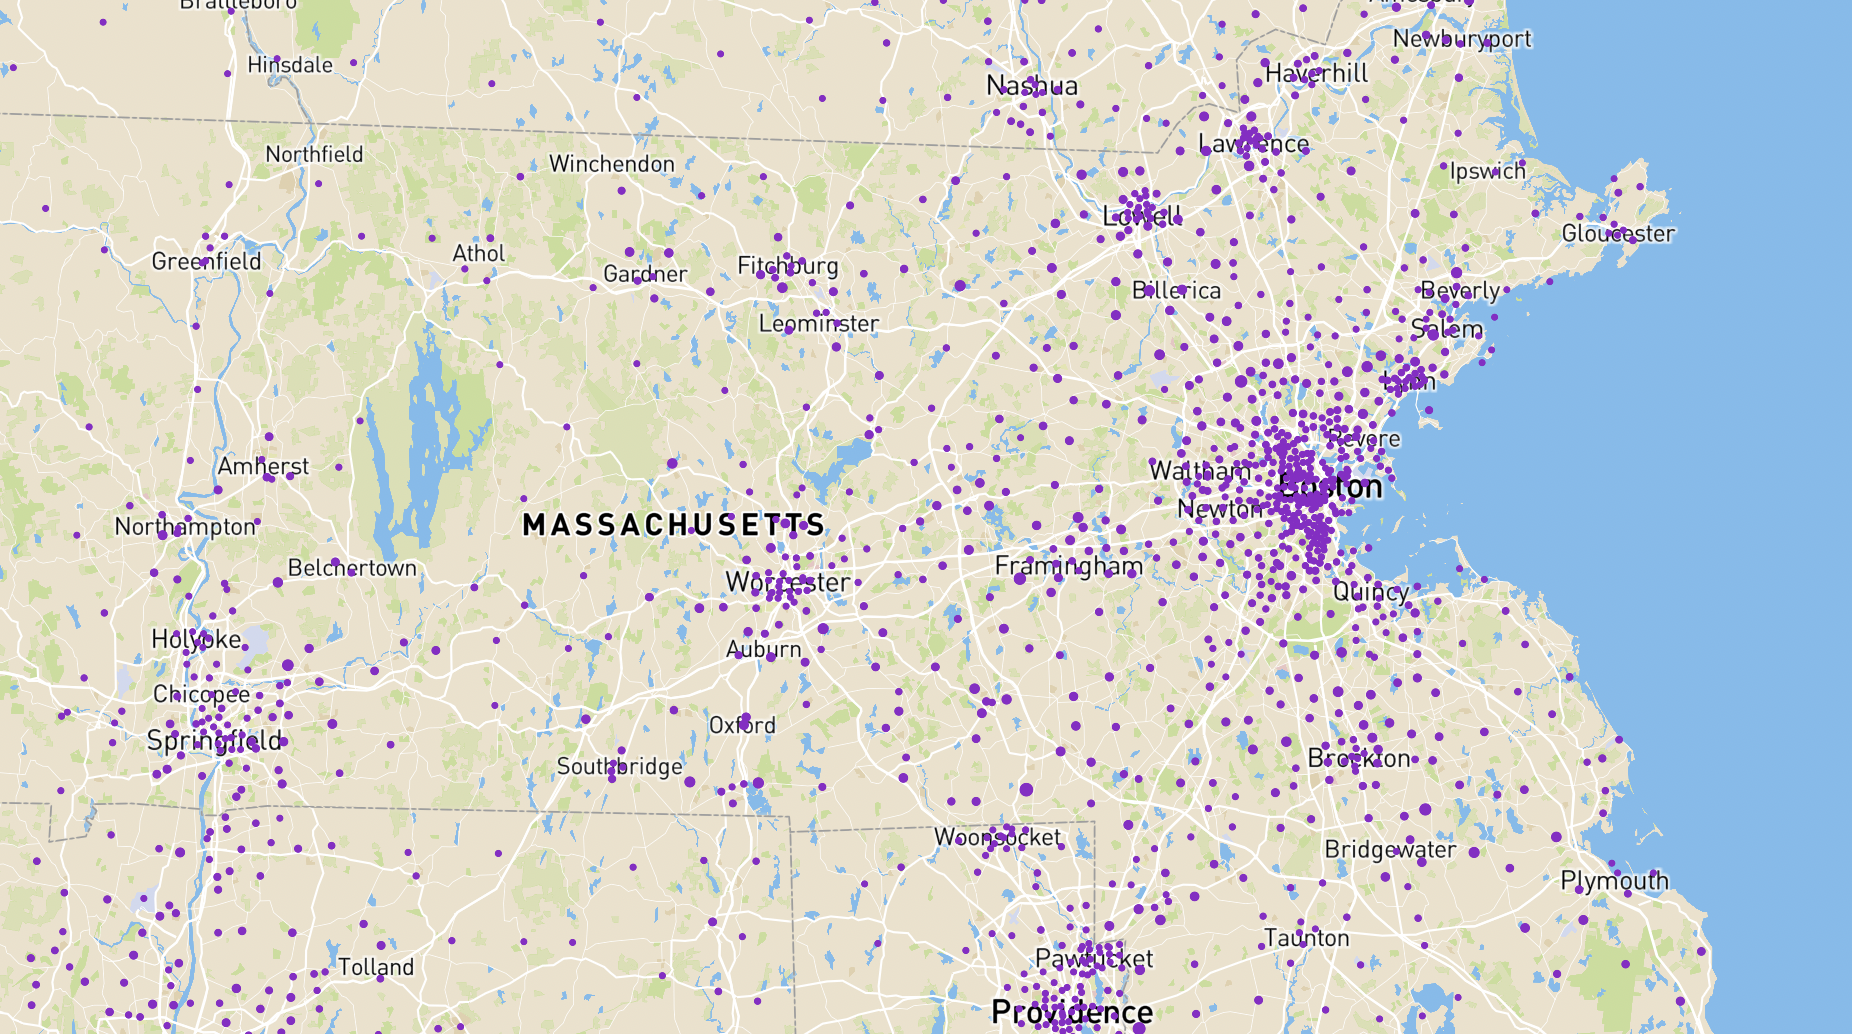 Brattleboro
Newburyport
Hinsdale
Haverhill
Nashua
Lawrence
Northfield
Winchendon
Ipswich
Lowell
Gloucester
Athol
Greenfield
Gardner
Fitchburg
Billerica
Beverly
Leominster
Salem
Lynn
Revere
Amherst
Waltham
Boston
Newton
MASSACHUSETTS
Northampton
Belchertown
Framingham
Worcester
Quincy
Holyoke
Auburn
Chicopee
Oxford
Springfield
Southbridge
Brockton
Woonsocket
Bridgewater
Plymouth
Taunton
Pawtucket
Tolland
Providence